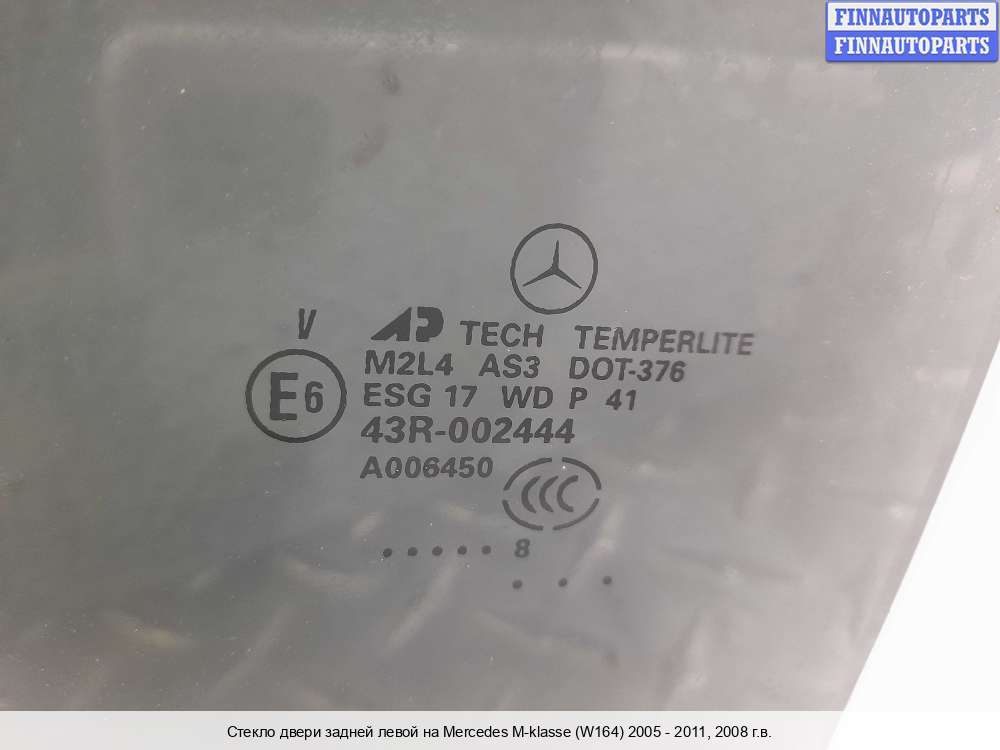 FINNAUTOPARTS
FINNAUTOPARTS
V
AP TECH TEMPERLITE
M2L4 AS3 DOT-376
E6
ESG 17 WD P 41
43R-002444
A006450
CCC
..... 8
. . .
Стекло двери задней левой на Mercedes M-klasse (W164) 2005 - 2011, 2008 г.в.